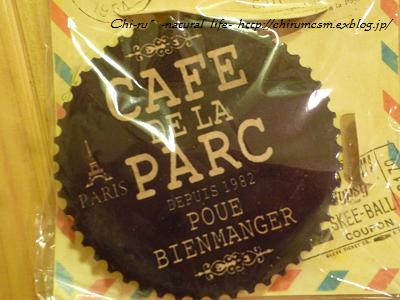 Chi-ru* -natural life- http://chirumcsm.exblog.jp/
1954
CAFE
DE LA
PARC
PARIS
DEPUIS 1982
POUE
BIENMANGER
SKEE-BALL
COUPON